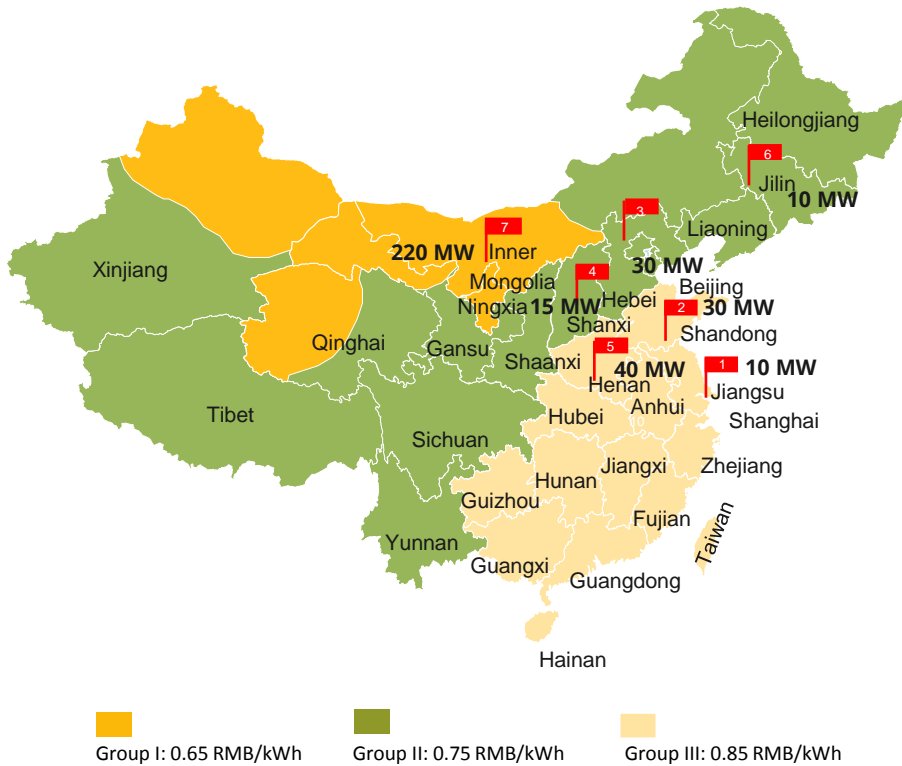 Heilongjiang
6
Jilin
10 MW
3
Liaoning
7
220 MW
Inner
Mongolia
Xinjiang
4
30 MW
Beijing
Hebei
Ningxia
15 MW
2
30 MW
Shanxi
Shandong
Qinghai
Gansu
Shaanxi
5
40 MW
Henan
1
10 MW
Jiangsu
Anhui
Tibet
Hubei
Shanghai
Sichuan
Jiangxi
Zhejiang
Hunan
Guizhou
Fujian
Taiwan
Yunnan
Guangxi
Guangdong
Hainan
Group I: 0.65 RMB/kWh
Group II: 0.75 RMB/kWh
Group III: 0.85 RMB/kWh